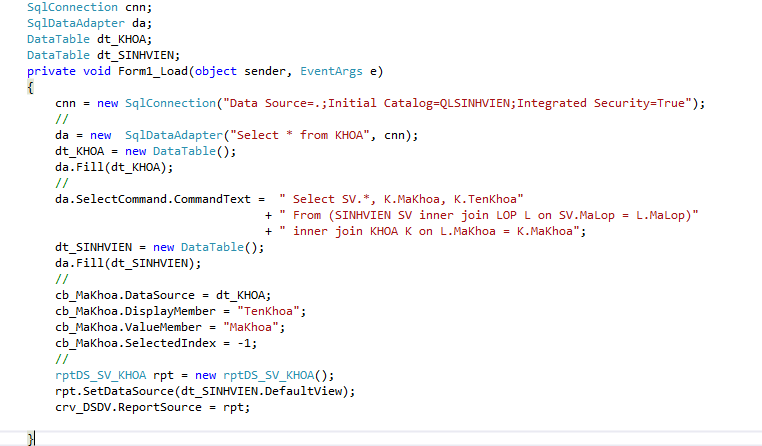 SqlConnection cnn;
SqlDataAdapter da;
DataTable dt_KHOA;
DataTable dt_SINHVIEN;
private void Form1_Load(object sender, EventArgs e)
{
    cnn = new SqlConnection("Data Source=.;Initial Catalog=QLSINHVIEN;Integrated Security=True");
    //
    da = new  SqlDataAdapter("Select * from KHOA", cnn);
    dt_KHOA = new DataTable();
    da.Fill(dt_KHOA);
    //
    da.SelectCommand.CommandText =  " Select SV.*, K.MaKhoa, K.TenKhoa"
                                  + " From (SINHVIEN SV inner join LOP L on SV.MaLop = L.MaLop)"
                                  + " inner join KHOA K on L.MaKhoa = K.MaKhoa";
    dt_SINHVIEN = new DataTable();
    da.Fill(dt_SINHVIEN);
    //
    cb_MaKhoa.DataSource = dt_KHOA;
    cb_MaKhoa.DisplayMember = "TenKhoa";
    cb_MaKhoa.ValueMember = "MaKhoa";
    cb_MaKhoa.SelectedIndex = -1;
    //
    rptDS_SV_KHOA rpt = new rptDS_SV_KHOA();
    rpt.SetDataSource(dt_SINHVIEN.DefaultView);
    crv_DSDV.ReportSource = rpt;
}